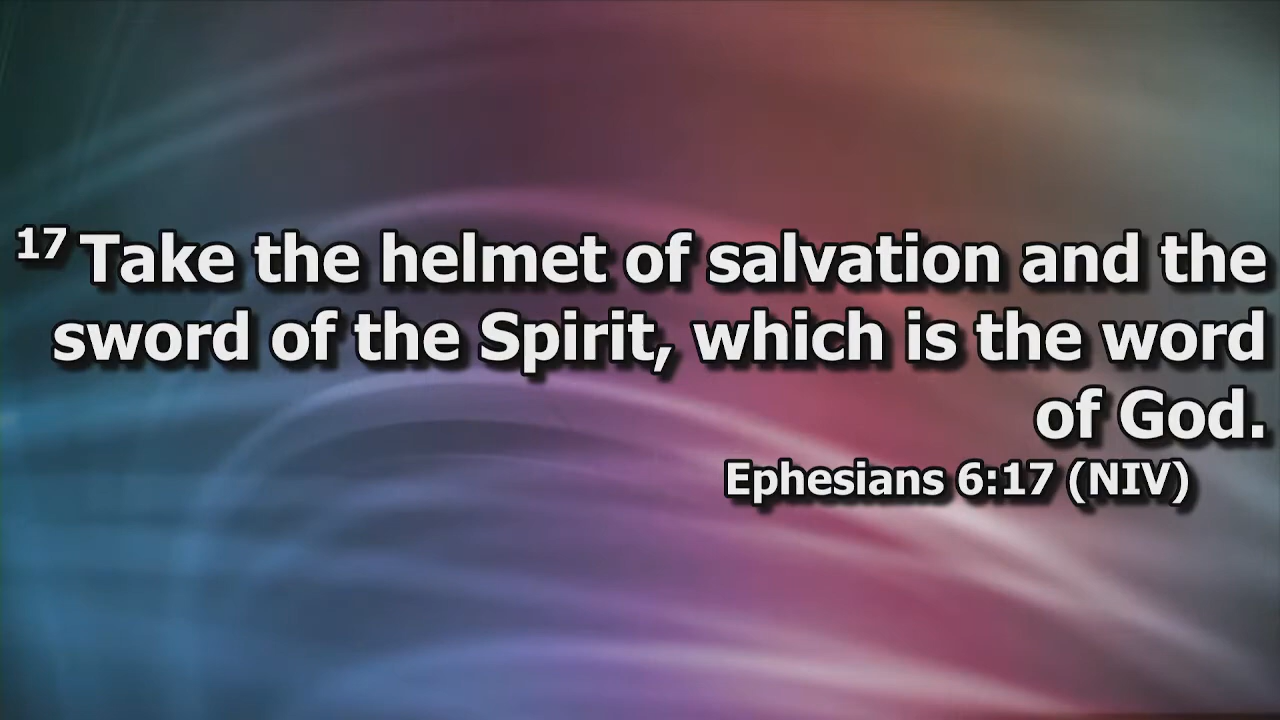 17 Take the helmet of salvation and the
sword of the Spirit, which is the word
of God.
Ephesians 6:17 (NIV)